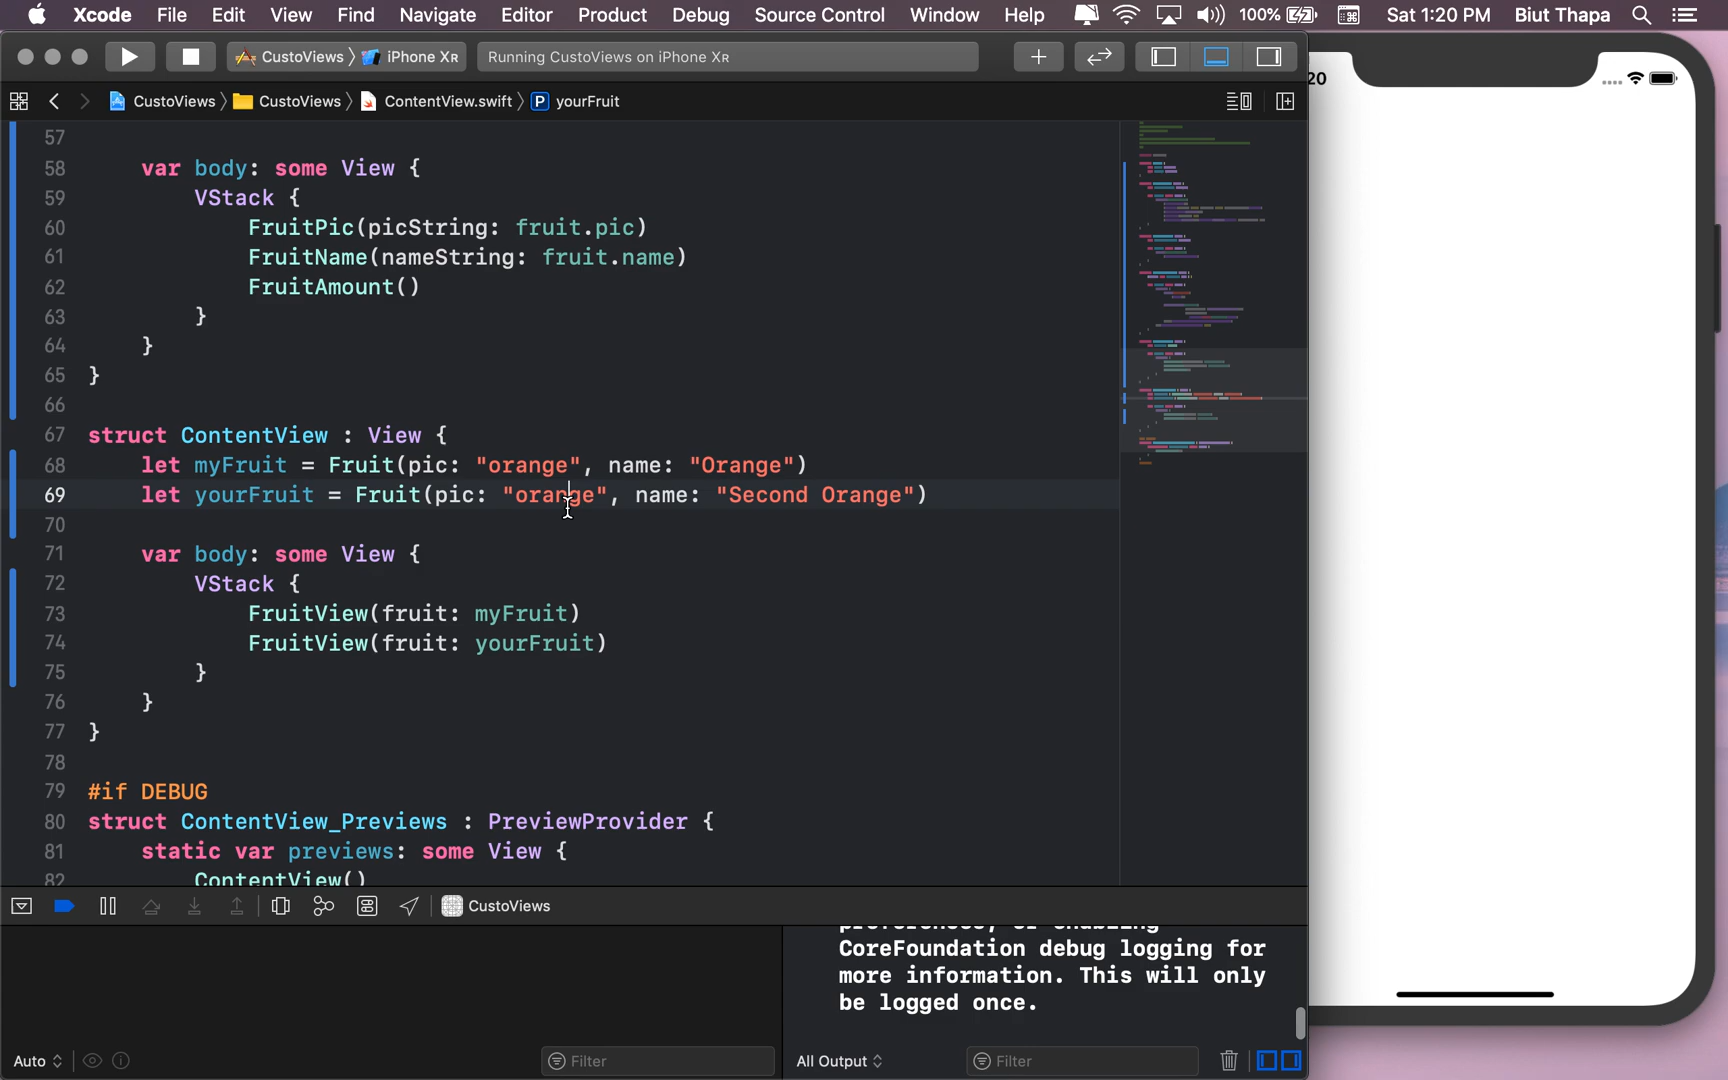 Xcode File Edit View Find Navigate Editor Product Debug Source Control Window Help 100% Sat 1:20 PM Biut Thapa
CustoViews iPhone XR Running CustoViews on iPhone XR
CustoViews CustoViews ContentView.swift P yourFruit
20
57
58 var body: some View {
59 VStack {
60 FruitPic(picString: fruit.pic)
61 FruitName(nameString: fruit.name)
62 FruitAmount()
63 }
64 }
65 }
66
67 struct ContentView : View {
68 let myFruit = Fruit(pic: "orange", name: "Orange")
69 let yourFruit = Fruit(pic: "orange", name: "Second Orange")
70
71 var body: some View {
72 VStack {
73 FruitView(fruit: myFruit)
74 FruitView(fruit: yourFruit)
75 }
76 }
77 }
78
79 #if DEBUG
80 struct ContentView_Previews : PreviewProvider {
81 static var previews: some View {
82 ContentView()
CustoViews
preferences, or enabling
CoreFoundation debug logging for
more information. This will only
be logged once.
Auto Filter All Output Filter